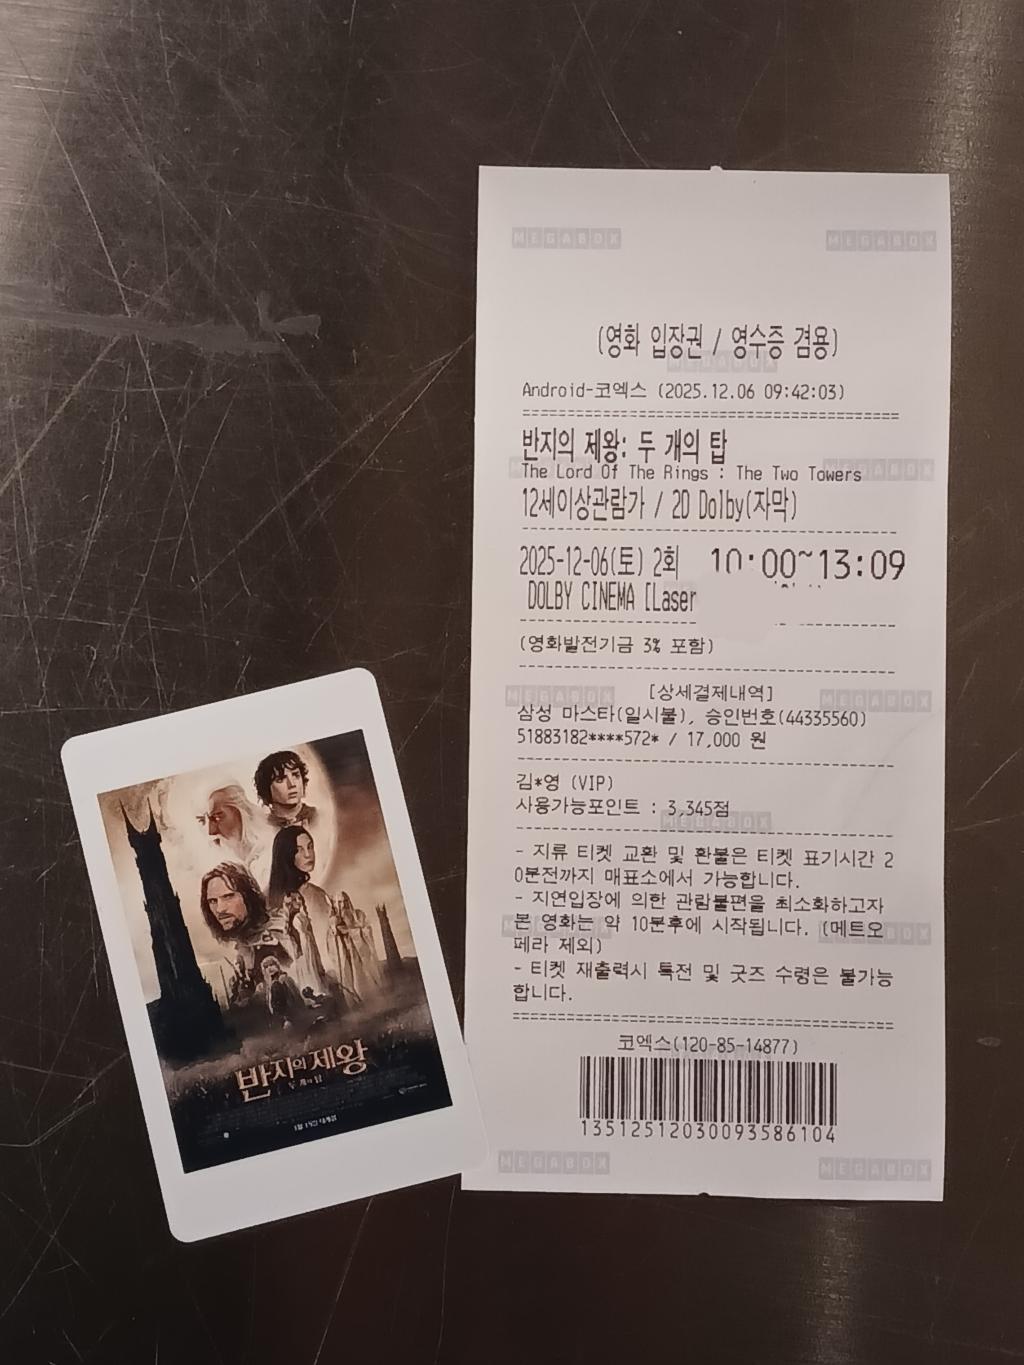 MEGABOX MEGABOX
(영화 입장권 / 영수증 겸용)
MEGABOX
Android-코엑스 (2025.12.06 09:42:03)
반지의 제왕: 두 개의 탑
The Lord Of The Rings : The Two Towers
MEGABOX MEGABOX
12세이상관람가 / 2D Dolby(자막)
2025-12-06(토) 2회 10:00~13:09
DOLBY CINEMA [Laser
(영화발전기금 3% 포함)
[상세결제내역]
MEGABOX MEGABOX
삼성 마스타(일시불), 승인번호(44335560)
51883182****572* / 17,000 원
김*영 (VIP)
사용가능포인트 : 3,345점
MEGABOX
- 지류 티켓 교환 및 환불은 티켓 표기시간 2
0분전까지 매표소에서 가능합니다.
- 지연입장에 의한 관람불편을 최소화하고자
본 영화는 약 10분후에 시작됩니다. (메트오
페라 제외)
MEGABOX MEGABOX
- 티켓 재출력시 특전 및 굿즈 수령은 불가능
합니다.
코엑스(120-85-14877)
1351251203009358​6104
MEGABOX MEGABOX
반지의 제왕
두 개의 탑